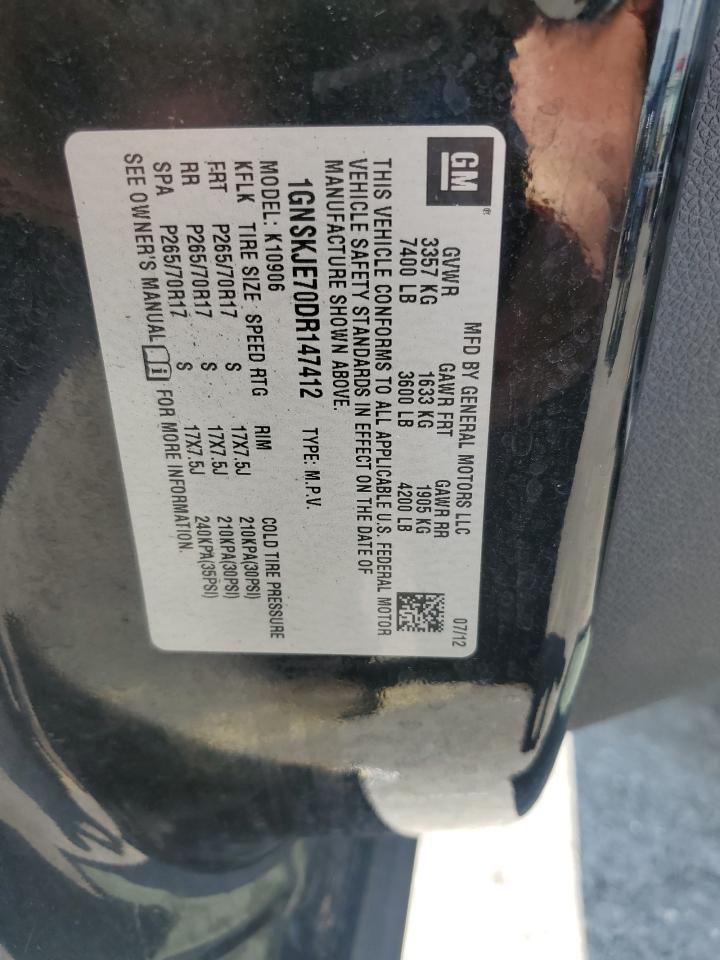 GM®
MFD BY GENERAL MOTORS LLC 07/12
GVWR GAWR FRT GAWR RR
3357 KG 1633 KG 1905 KG
7400 LB 3600 LB 4200 LB
THIS VEHICLE CONFORMS TO ALL APPLICABLE U.S. FEDERAL MOTOR
VEHICLE SAFETY STANDARDS IN EFFECT ON THE DATE OF
MANUFACTURE SHOWN ABOVE.
1GNSKJE70DR147412 TYPE: M.P.V.
MODEL: K10906
KFLK TIRE SIZE SPEED RTG RIM COLD TIRE PRESSURE
FRT P265/70R17 S 17X7.5J 210KPA(30PSI)
RR P265/70R17 S 17X7.5J 210KPA(30PSI)
SPA P265/70R17 S 17X7.5J 240KPA(35PSI)
SEE OWNER'S MANUAL i FOR MORE INFORMATION.